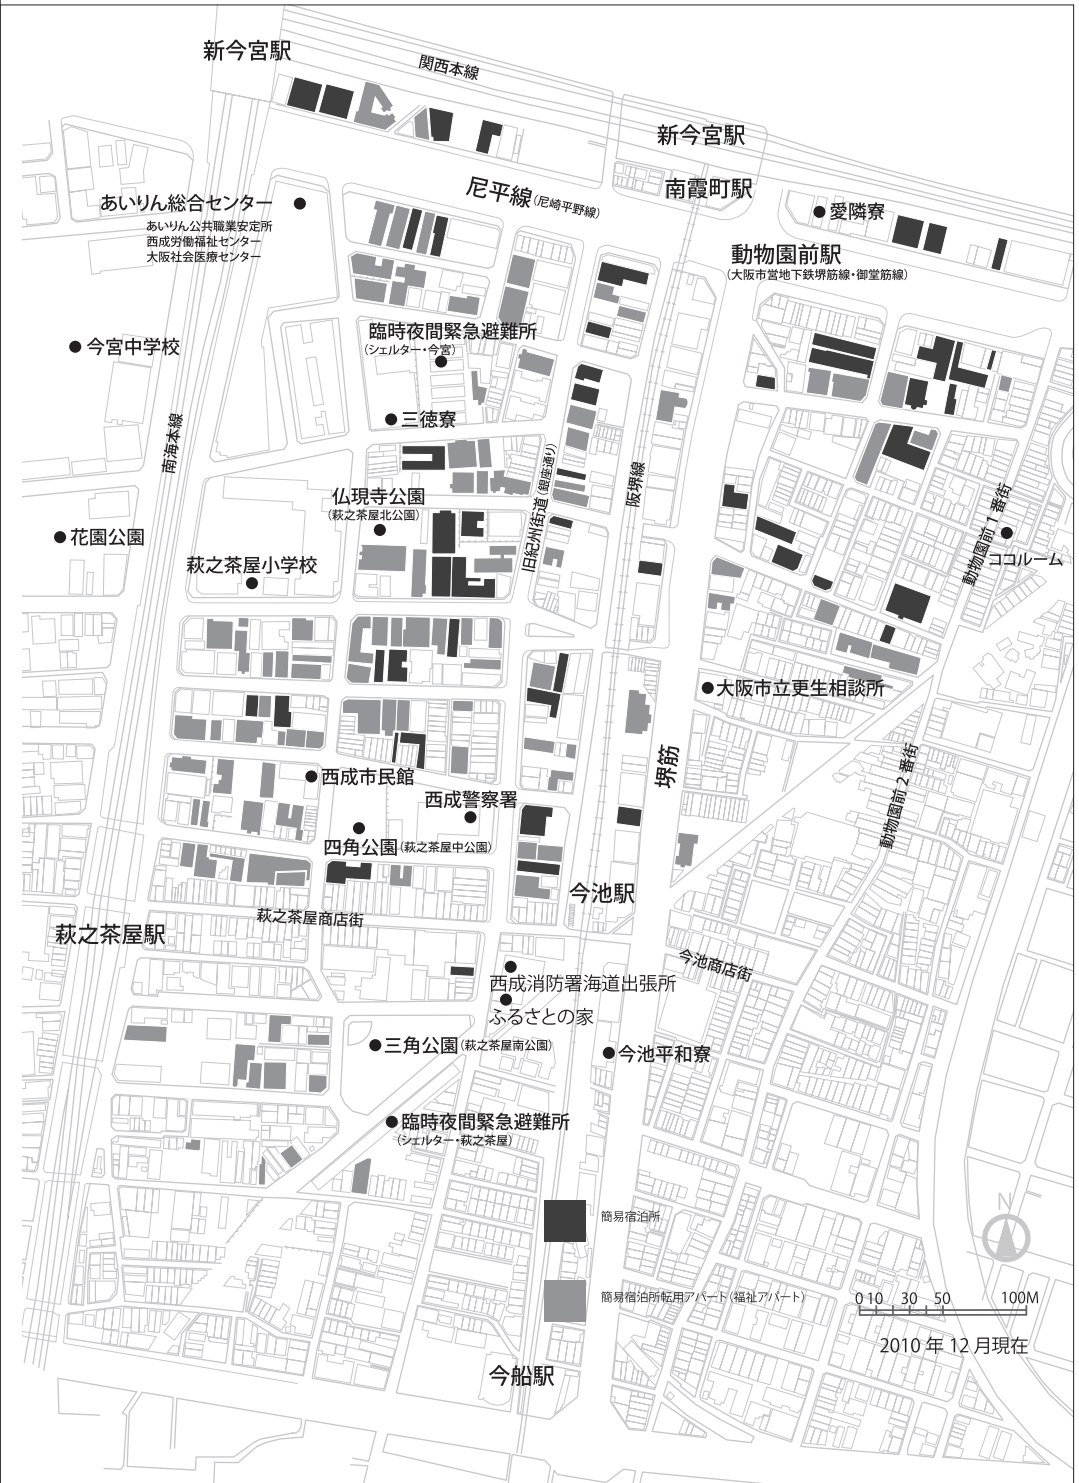 新今宮駅
関西本線
新今宮駅
南霞町駅
尼平線(尼崎平野線)
あいりん総合センター
あいりん公共職業安定所
西成労働福祉センター
大阪社会医療センター
愛隣寮
動物園前駅
(大阪市営地下鉄堺筋線・御堂筋線)
臨時夜間緊急避難所
(シェルター・今宮)
今宮中学校
三徳寮
南海本線
旧紀州街道(銀座通り)
阪堺線
仏現寺公園
(萩之茶屋北公園)
動物園前1番街
花園公園
萩之茶屋小学校
ココルーム
大阪市立更生相談所
堺筋
動物園前2番街
西成市民館
西成警察署
四角公園(萩之茶屋中公園)
今池駅
萩之茶屋商店街
萩之茶屋駅
今池商店街
西成消防署海道出張所
ふるさとの家
三角公園(萩之茶屋南公園)
今池平和寮
臨時夜間緊急避難所
(シェルター・萩之茶屋)
簡易宿泊所
N
簡易宿泊所転用アパート(福祉アパート)
0 10 30 50 100M
2010年12月現在
今船駅